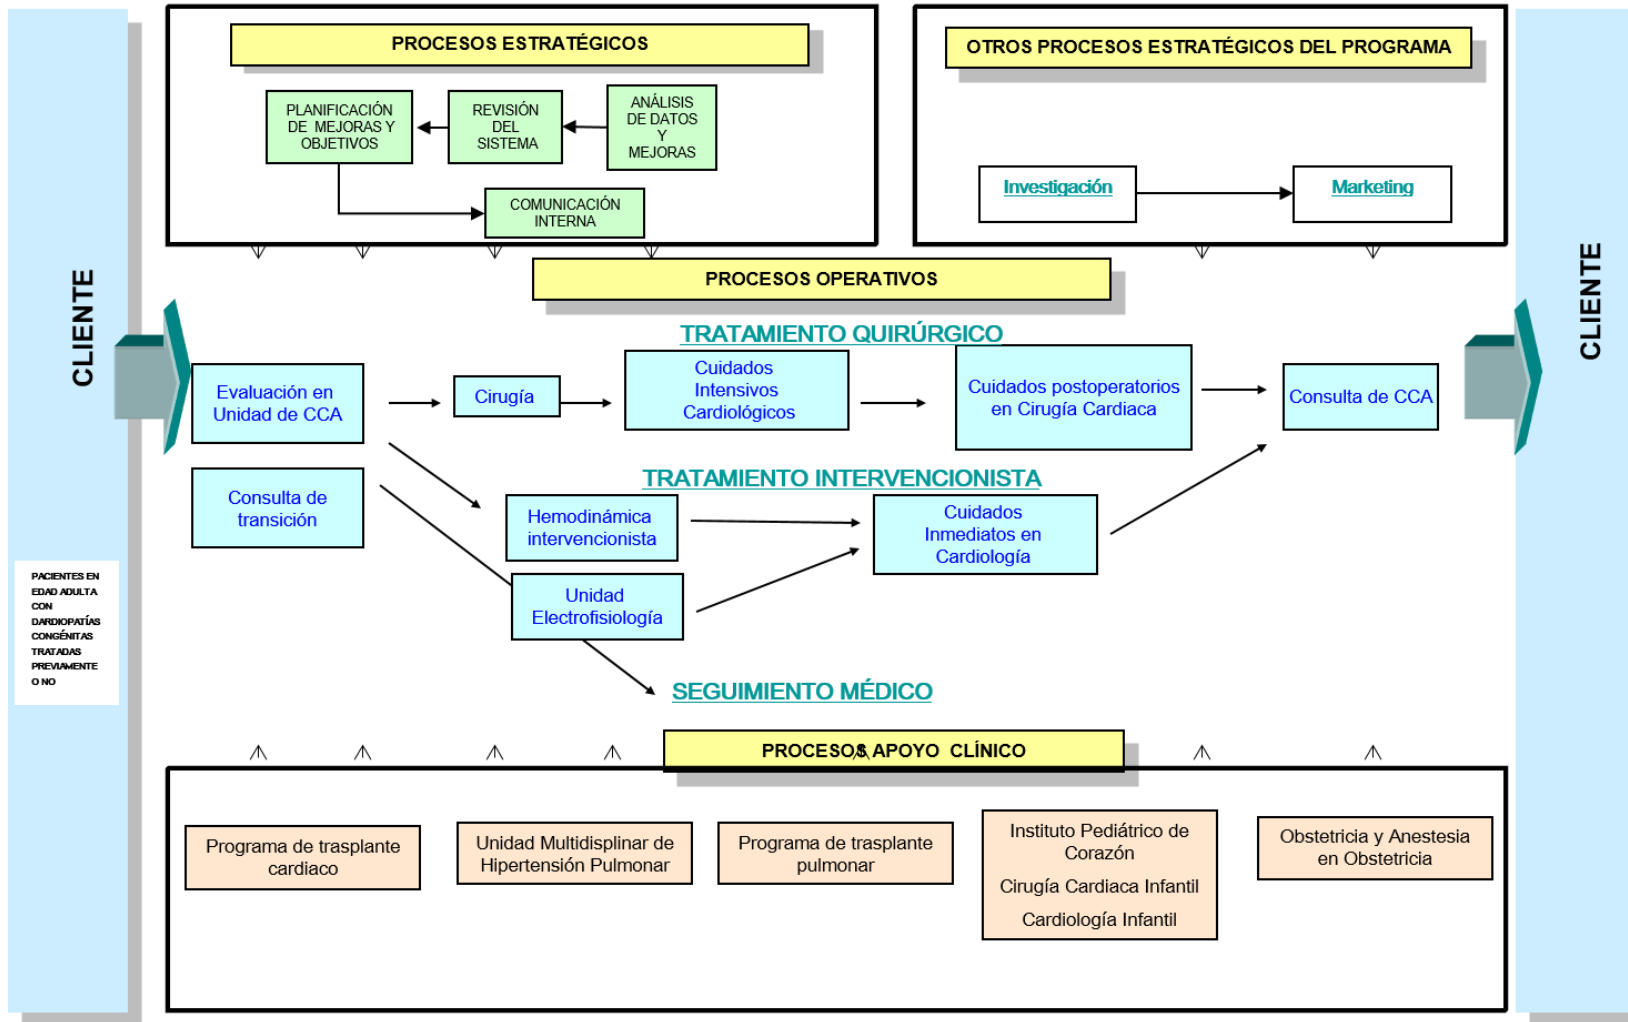 PROCESOS ESTRATÉGICOS
OTROS PROCESOS ESTRATÉGICOS DEL PROGRAMA
PLANIFICACIÓN
DE MEJORAS Y
OBJETIVOS
REVISIÓN
DEL
SISTEMA
ANÁLISIS
DE DATOS
Y
MEJORAS
COMUNICACIÓN
INTERNA
Investigación
Marketing
CLIENTE
CLIENTE
PROCESOS OPERATIVOS
TRATAMIENTO QUIRÚRGICO
Evaluación en
Unidad de CCA
Cirugía
Cuidados
Intensivos
Cardiológicos
Cuidados postoperatorios
en Cirugía Cardiaca
Consulta de CCA
Consulta de
transición
TRATAMIENTO INTERVENCIONISTA
Hemodinámica
intervencionista
Cuidados
Inmediatos en
Cardiología
Unidad
Electrofisiología
PACIENTES EN
EDAD ADULTA
CON
DARDIOPATÍAS
CONGÉNITAS
TRATADAS
PREVIAMENTE
O NO
SEGUIMIENTO MÉDICO
PROCESOS APOYO CLÍNICO
Programa de trasplante
cardiaco
Unidad Multidisplinar de
Hipertensión Pulmonar
Programa de trasplante
pulmonar
Instituto Pediátrico de
Corazón
Cirugía Cardiaca Infantil
Cardiología Infantil
Obstetricia y Anestesia
en Obstetricia